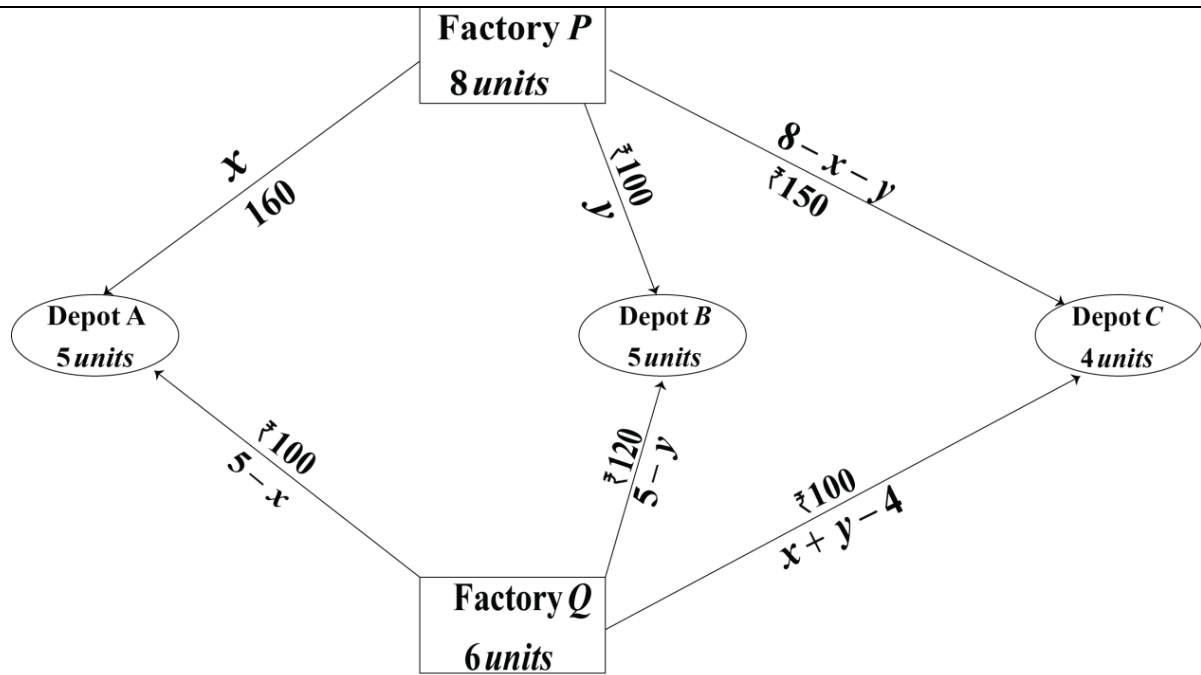 Factory P
8 units
x
160
₹100
y
8 – x – y
₹150
Depot A
5 units
Depot B
5 units
Depot C
4 units
₹100
5 – x
₹120
5 – y
₹100
x + y – 4
Factory Q
6 units